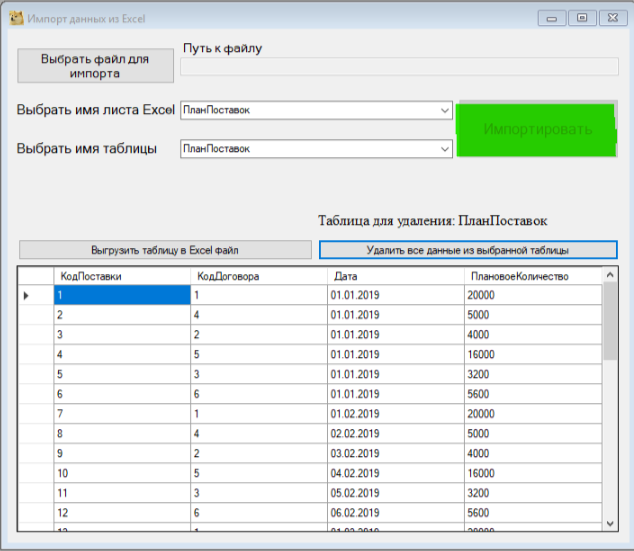 Импорт данных из Excel
Путь к файлу
Выбрать файл для
импорта
Выбрать имя листа Excel ПланПоставок
Импортировать
Выбрать имя таблицы ПланПоставок
Таблица для удаления: ПланПоставок
Выгрузить таблицу в Excel файл Удалить все данные из выбранной таблицы
КодПоставки КодДоговора Дата ПлановоеКоличество
1 1 01.01.2019 20000
2 4 01.01.2019 5000
3 2 01.01.2019 4000
4 5 01.01.2019 16000
5 3 01.01.2019 3200
6 6 01.01.2019 5600
7 1 01.02.2019 20000
8 4 02.02.2019 5000
9 2 03.02.2019 4000
10 5 04.02.2019 16000
11 3 05.02.2019 3200
12 6 06.02.2019 5600